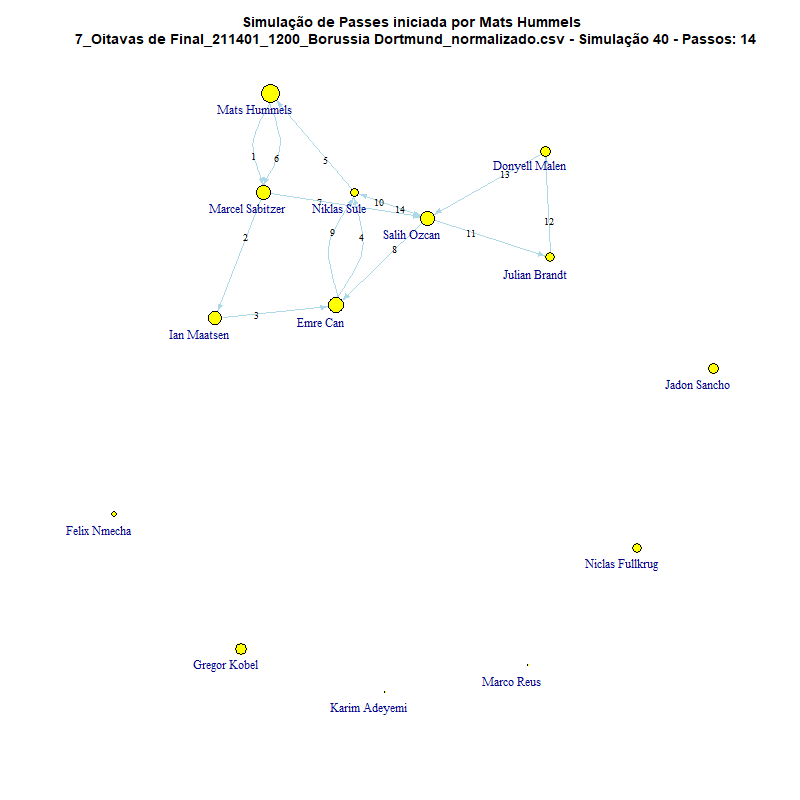 Simulação de Passes iniciada por Mats Hummels
7_Oitavas de Final_211401_1200_Borussia Dortmund_normalizado.csv - Simulação 40 - Passos: 14
Mats Hummels
Donyell Malen
1
6
5
13
7
10
14
Marcel Sabitzer
Niklas Sule
Salih Ozcan
12
2
9
4
8
11
Julian Brandt
3
Emre Can
Ian Maatsen
Jadon Sancho
Felix Nmecha
Niclas Fullkrug
Gregor Kobel
Marco Reus
Karim Adeyemi